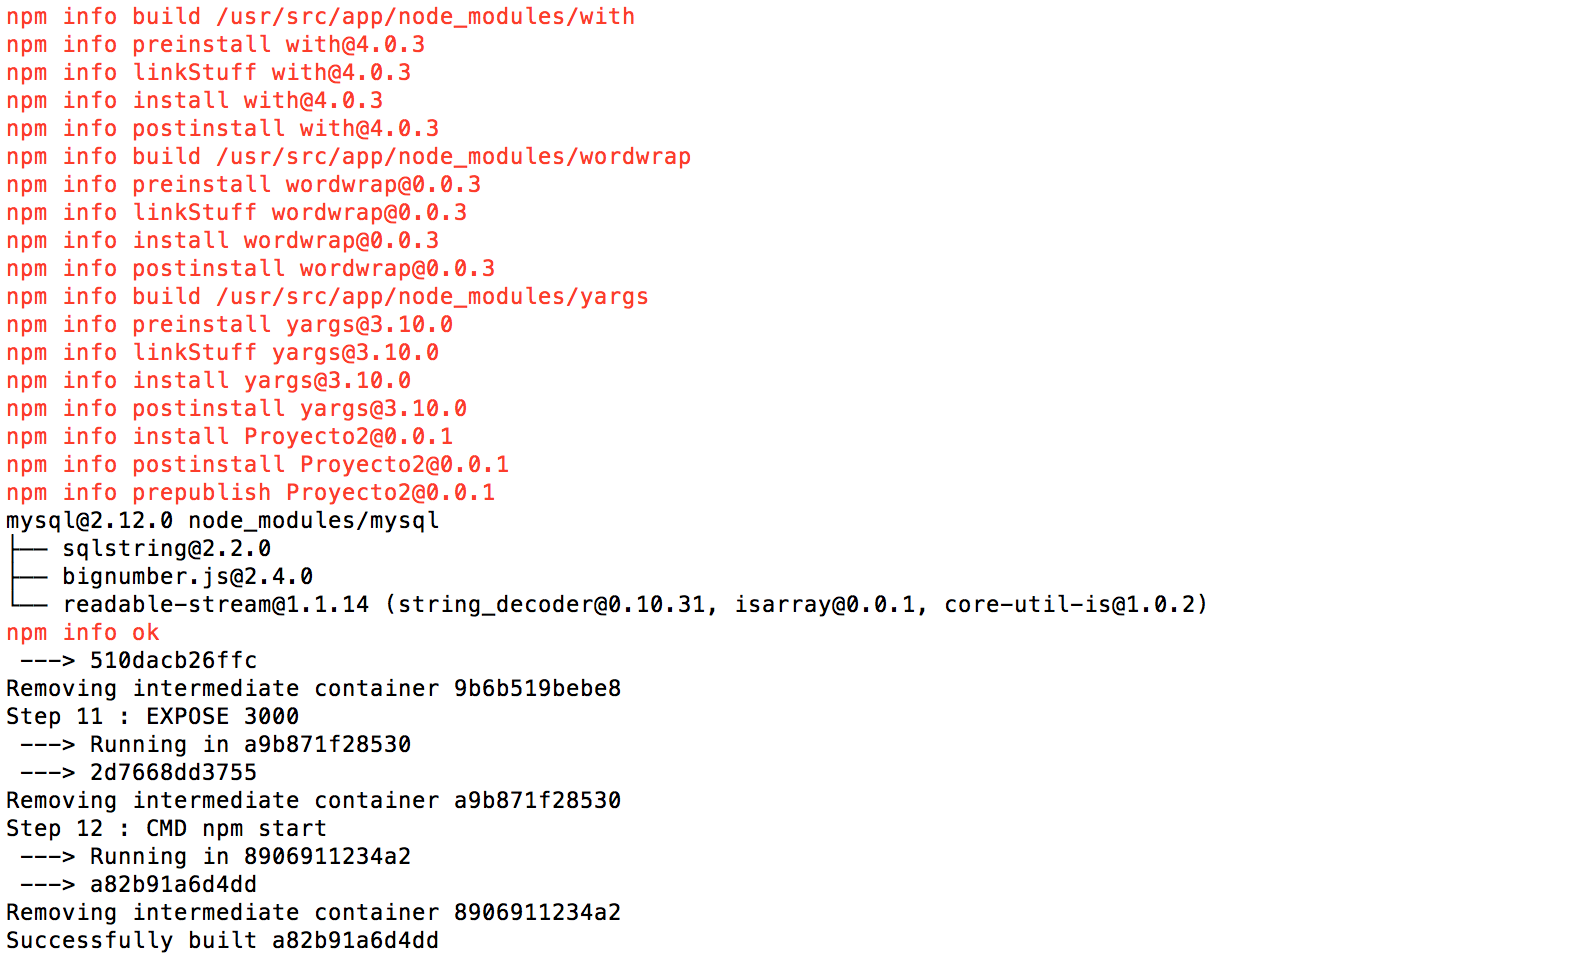 npm info build /usr/src/app/node_modules/with
npm info preinstall with@4.0.3
npm info linkStuff with@4.0.3
npm info install with@4.0.3
npm info postinstall with@4.0.3
npm info build /usr/src/app/node_modules/wordwrap
npm info preinstall wordwrap@0.0.3
npm info linkStuff wordwrap@0.0.3
npm info install wordwrap@0.0.3
npm info postinstall wordwrap@0.0.3
npm info build /usr/src/app/node_modules/yargs
npm info preinstall yargs@3.10.0
npm info linkStuff yargs@3.10.0
npm info install yargs@3.10.0
npm info postinstall yargs@3.10.0
npm info install Proyecto2@0.0.1
npm info postinstall Proyecto2@0.0.1
npm info prepublish Proyecto2@0.0.1
mysql@2.12.0 node_modules/mysql
├── sqlstring@2.2.0
├── bignumber.js@2.4.0
└── readable-stream@1.1.14 (string_decoder@0.10.31, isarray@0.0.1, core-util-is@1.0.2)
npm info ok
 ---> 510dacb26ffc
Removing intermediate container 9b6b519bebe8
Step 11 : EXPOSE 3000
 ---> Running in a9b871f28530
 ---> 2d7668dd3755
Removing intermediate container a9b871f28530
Step 12 : CMD npm start
 ---> Running in 8906911234a2
 ---> a82b91a6d4dd
Removing intermediate container 8906911234a2
Successfully built a82b91a6d4dd